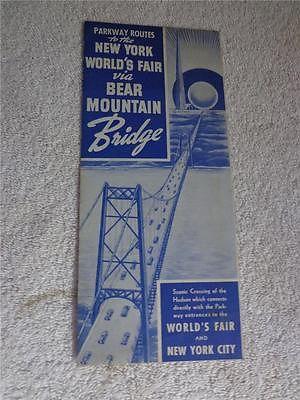 PARKWAY ROUTES
to the
NEW YORK
WORLD'S FAIR
via
BEAR
MOUNTAIN
Bridge
Scenic Crossing of the
Hudson which connects
directly with the Park-
way entrances to the
WORLD'S FAIR
AND
NEW YORK CITY